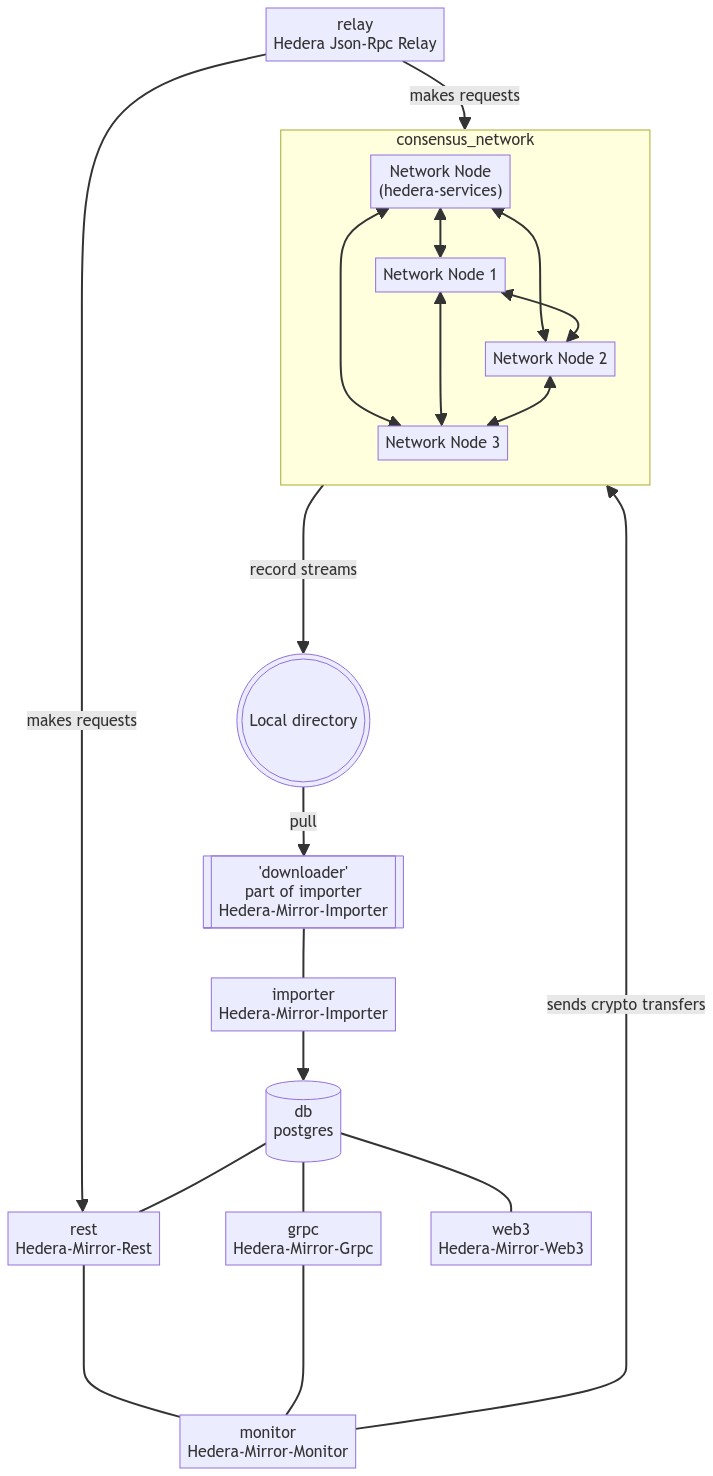 relay
Hedera Json-Rpc Relay
makes requests
consensus_network
Network Node
(hedera-services)
Network Node 1
Network Node 2
Network Node 3
record streams
Local directory
makes requests
pull
'downloader'
part of importer
Hedera-Mirror-Importer
importer
Hedera-Mirror-Importer
sends crypto transfers
db
postgres
rest
Hedera-Mirror-Rest
grpc
Hedera-Mirror-Grpc
web3
Hedera-Mirror-Web3
monitor
Hedera-Mirror-Monitor